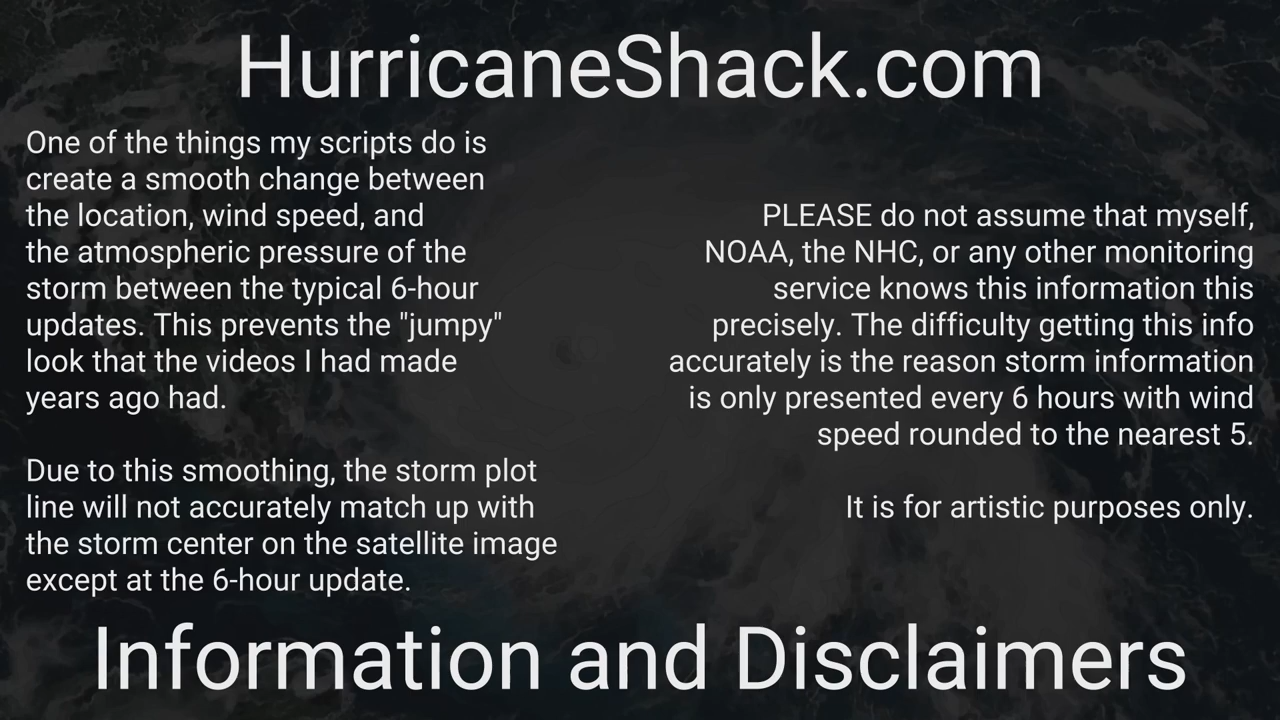 HurricaneShack.com
One of the things my scripts do is
create a smooth change between
the location, wind speed, and
the atmospheric pressure of the
storm between the typical 6-hour
updates. This prevents the "jumpy"
look that the videos I had made
years ago had.
Due to this smoothing, the storm plot
line will not accurately match up with
the storm center on the satellite image
except at the 6-hour update.
PLEASE do not assume that myself,
NOAA, the NHC, or any other monitoring
service knows this information this
precisely. The difficulty getting this info
accurately is the reason storm information
is only presented every 6 hours with wind
speed rounded to the nearest 5.
It is for artistic purposes only.
Information and Disclaimers